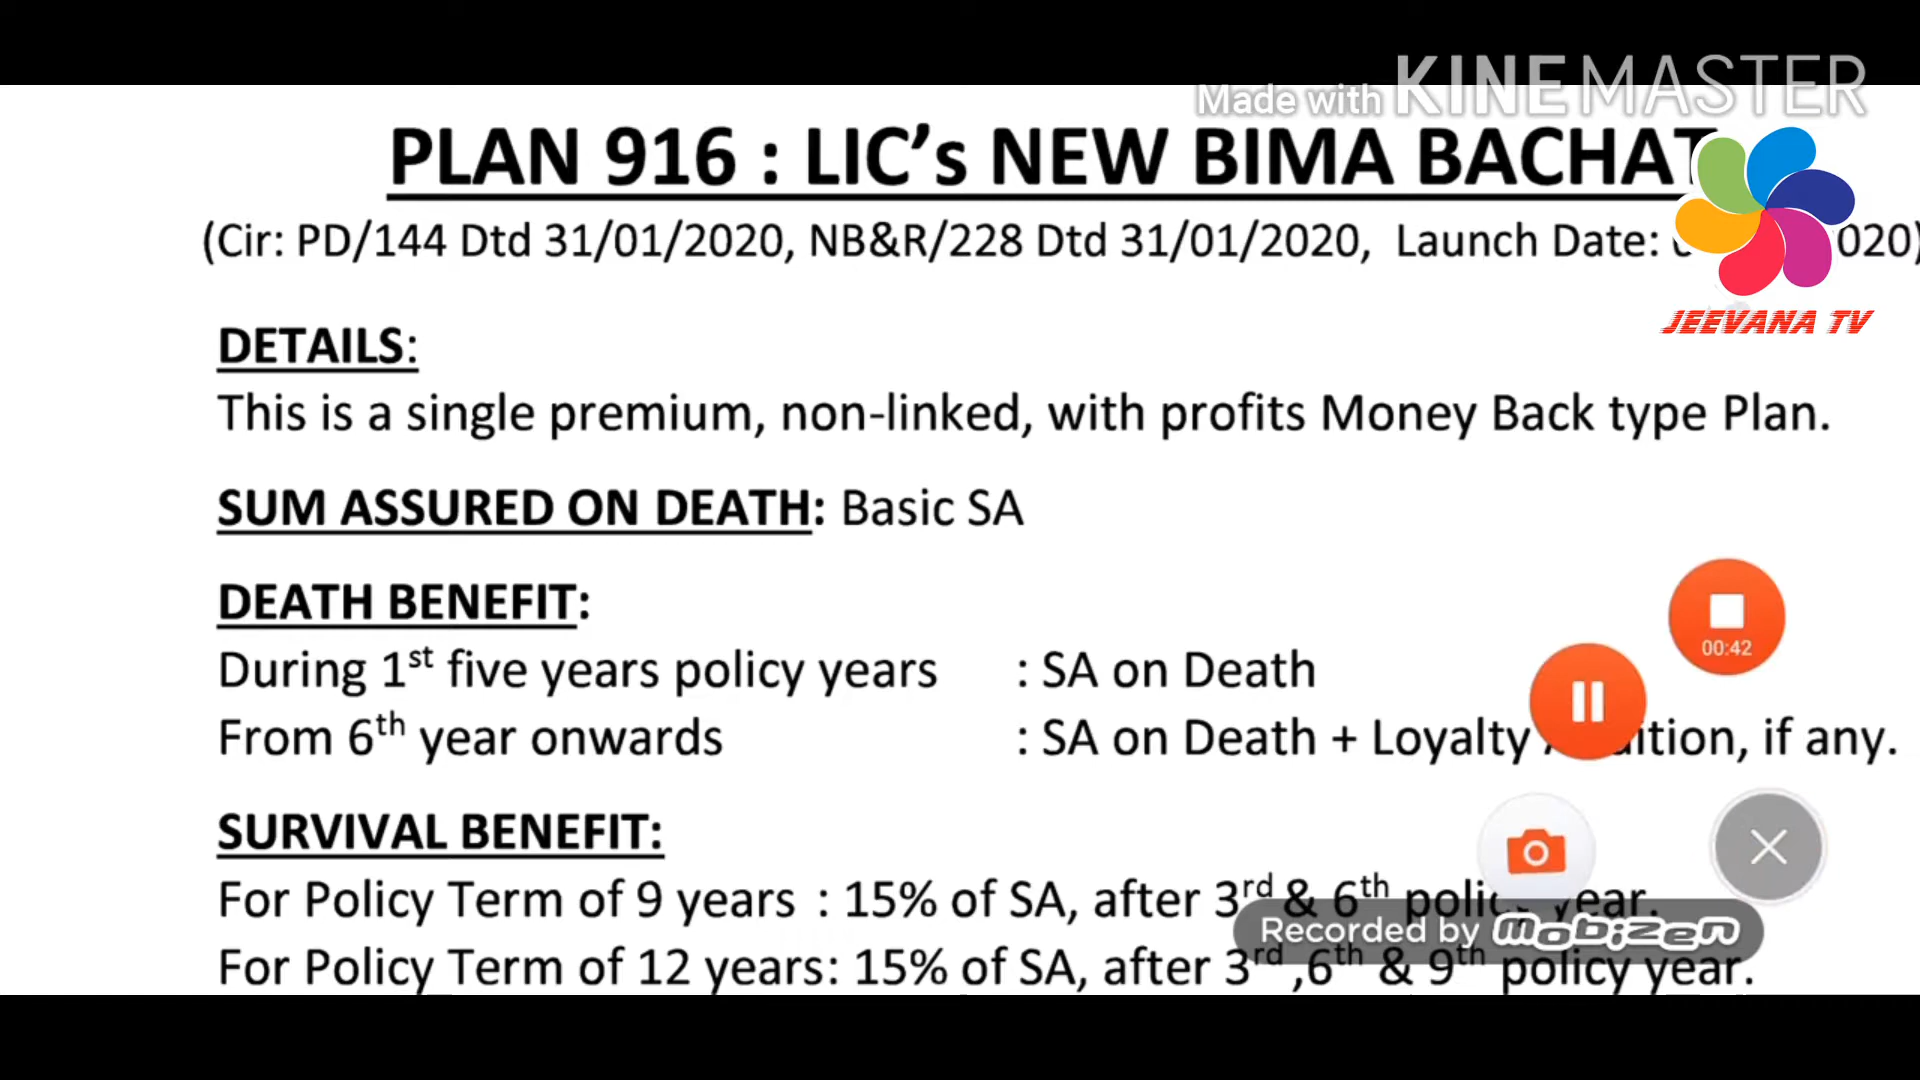 Made with KINEMASTER
PLAN 916 : LIC's NEW BIMA BACHAT
(Cir: PD/144 Dtd 31/01/2020, NB&R/228 Dtd 31/01/2020, Launch Date: 020)
JEEVANA TV
DETAILS:
This is a single premium, non-linked, with profits Money Back type Plan.
SUM ASSURED ON DEATH: Basic SA
DEATH BENEFIT:
During 1st five years policy years : SA on Death
00:42
From 6th year onwards : SA on Death + Loyalty Addition, if any.
SURVIVAL BENEFIT:
For Policy Term of 9 years : 15% of SA, after 3rd & 6th policy year.
Recorded by mobizen
For Policy Term of 12 years: 15% of SA, after 3rd ,6th & 9th policy year.